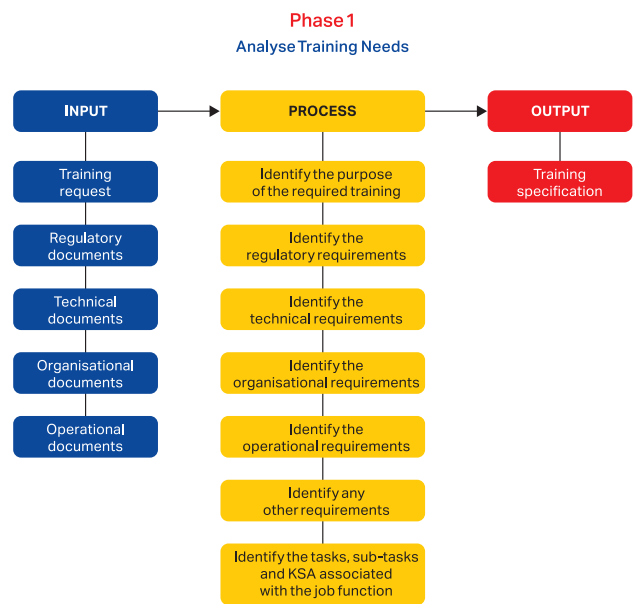 Phase 1
Analyse Training Needs
INPUT
PROCESS
OUTPUT
Training
request
Regulatory
documents
Technical
documents
Organisational
documents
Operational
documents
Identify the purpose
of the required training
Identify the
regulatory requirements
Identify the
technical requirements
Identify the
organisational requirements
Identify the
operational requirements
Identify any
other requirements
Identify the tasks, sub-tasks
and KSA associated
with the job function
Training
specification